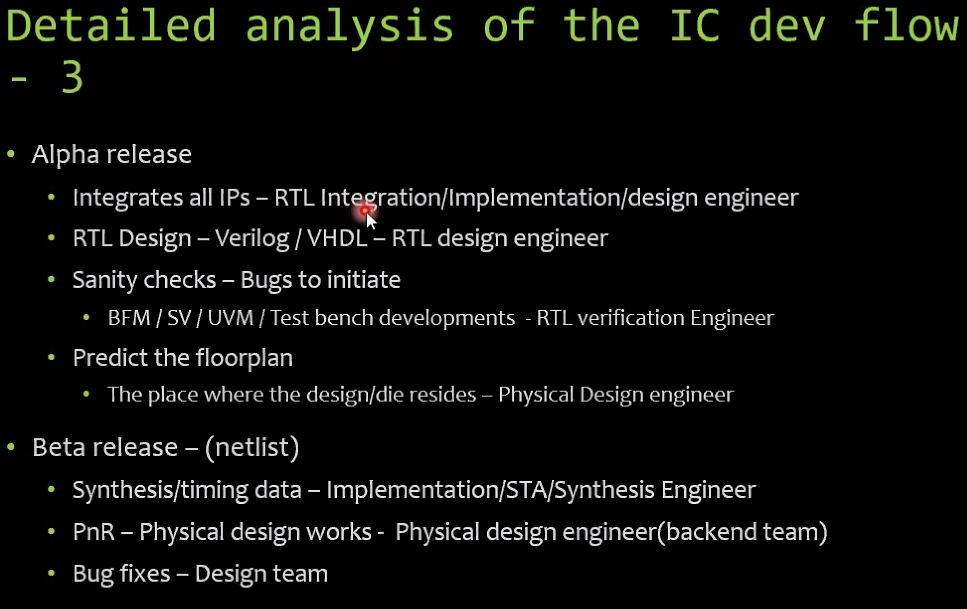 Detailed analysis of the IC dev flow
- 3
• Alpha release
• Integrates all IPs – RTL Integration/Implementation/design engineer
• RTL Design – Verilog / VHDL – RTL design engineer
• Sanity checks – Bugs to initiate
• BFM / SV / UVM / Test bench developments - RTL verification Engineer
• Predict the floorplan
• The place where the design/die resides – Physical Design engineer
• Beta release – (netlist)
• Synthesis/timing data – Implementation/STA/Synthesis Engineer
• PnR – Physical design works - Physical design engineer(backend team)
• Bug fixes – Design team